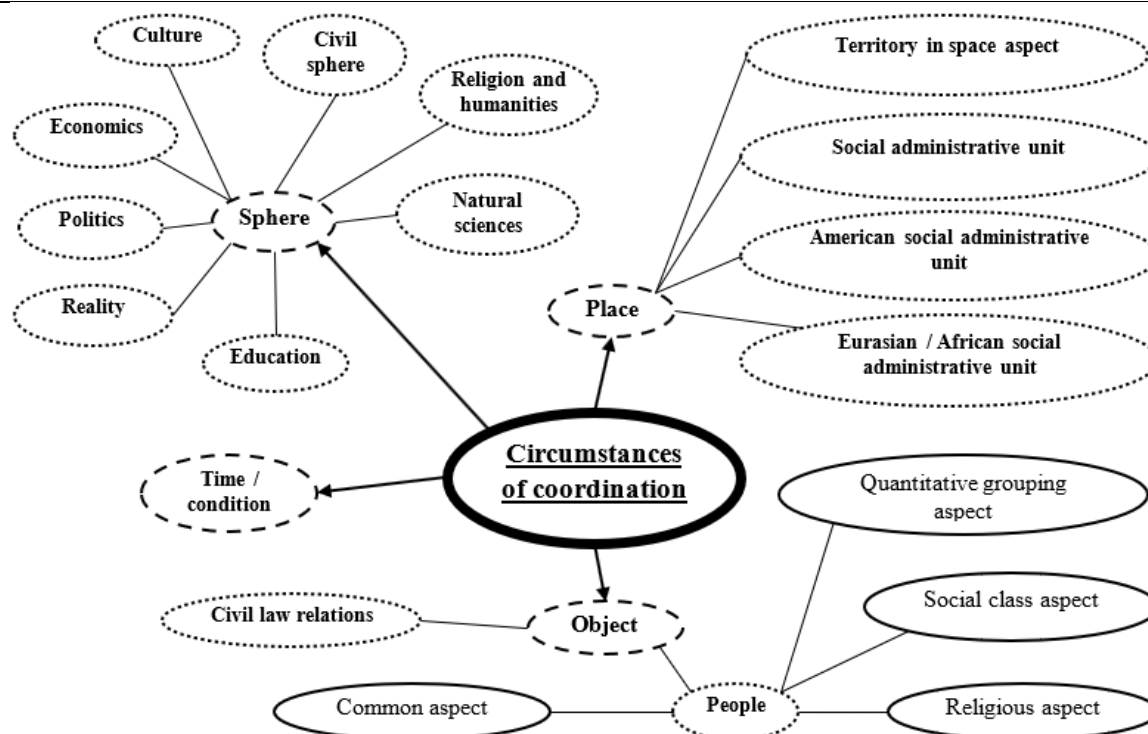 Culture
Civil
sphere
Religion and
humanities
Economics
Politics
Sphere
Natural
sciences
Reality
Education
Territory in space aspect
Social administrative unit
American social administrative
unit
Place
Eurasian / African social
administrative unit
Circumstances
of coordination
Time /
condition
Quantitative grouping
aspect
Civil law relations
Object
Social class aspect
Common aspect
People
Religious aspect